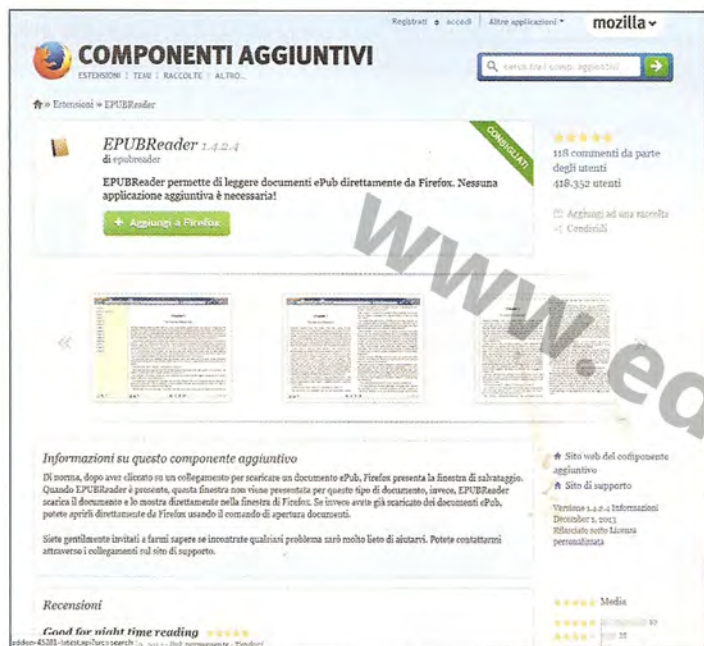 Registrati o accedi | Altre applicazioni
mozilla
COMPONENTI AGGIUNTIVI
ESTENSIONI | TEMI | RACCOLTE | ALTRO...
cerca tra i comp. aggiuntivi
» Estensioni » EPUBReader
EPUBReader 1.4.2.4
di epubreader
EPUBReader permette di leggere documenti ePub direttamente da Firefox. Nessuna
applicazione aggiuntiva è necessaria!
+ Aggiungi a Firefox
CONSIGLIATI
118 commenti da parte
degli utenti
418.352 utenti
Aggiungi ad una raccolta
Condividi
www.ed
Informazioni su questo componente aggiuntivo
Di norma, dopo aver cliccato su un collegamento per scaricare un documento ePub, Firefox presenta la finestra di salvataggio.
Quando EPUBReader è presente, questa finestra non viene presentata per questo tipo di documento, invece, EPUBReader
scarica il documento e lo mostra direttamente nella finestra di Firefox. Se invece avete già scaricato dei documenti ePub,
potete aprirli direttamente da Firefox usando il comando di apertura documenti.
Siete gentilmente invitati a farmi sapere se incontrate qualsiasi problema sarò molto lieto di aiutarvi. Potete contattarmi
attraverso i collegamenti sul sito di supporto.
Sito web del componente
aggiuntivo
Sito di supporto
Versione 1.4.2.4 Informazioni
December 1, 2013
Rilasciato sotto Licenza
personalizzata
Recensioni
Good for night time reading
Media